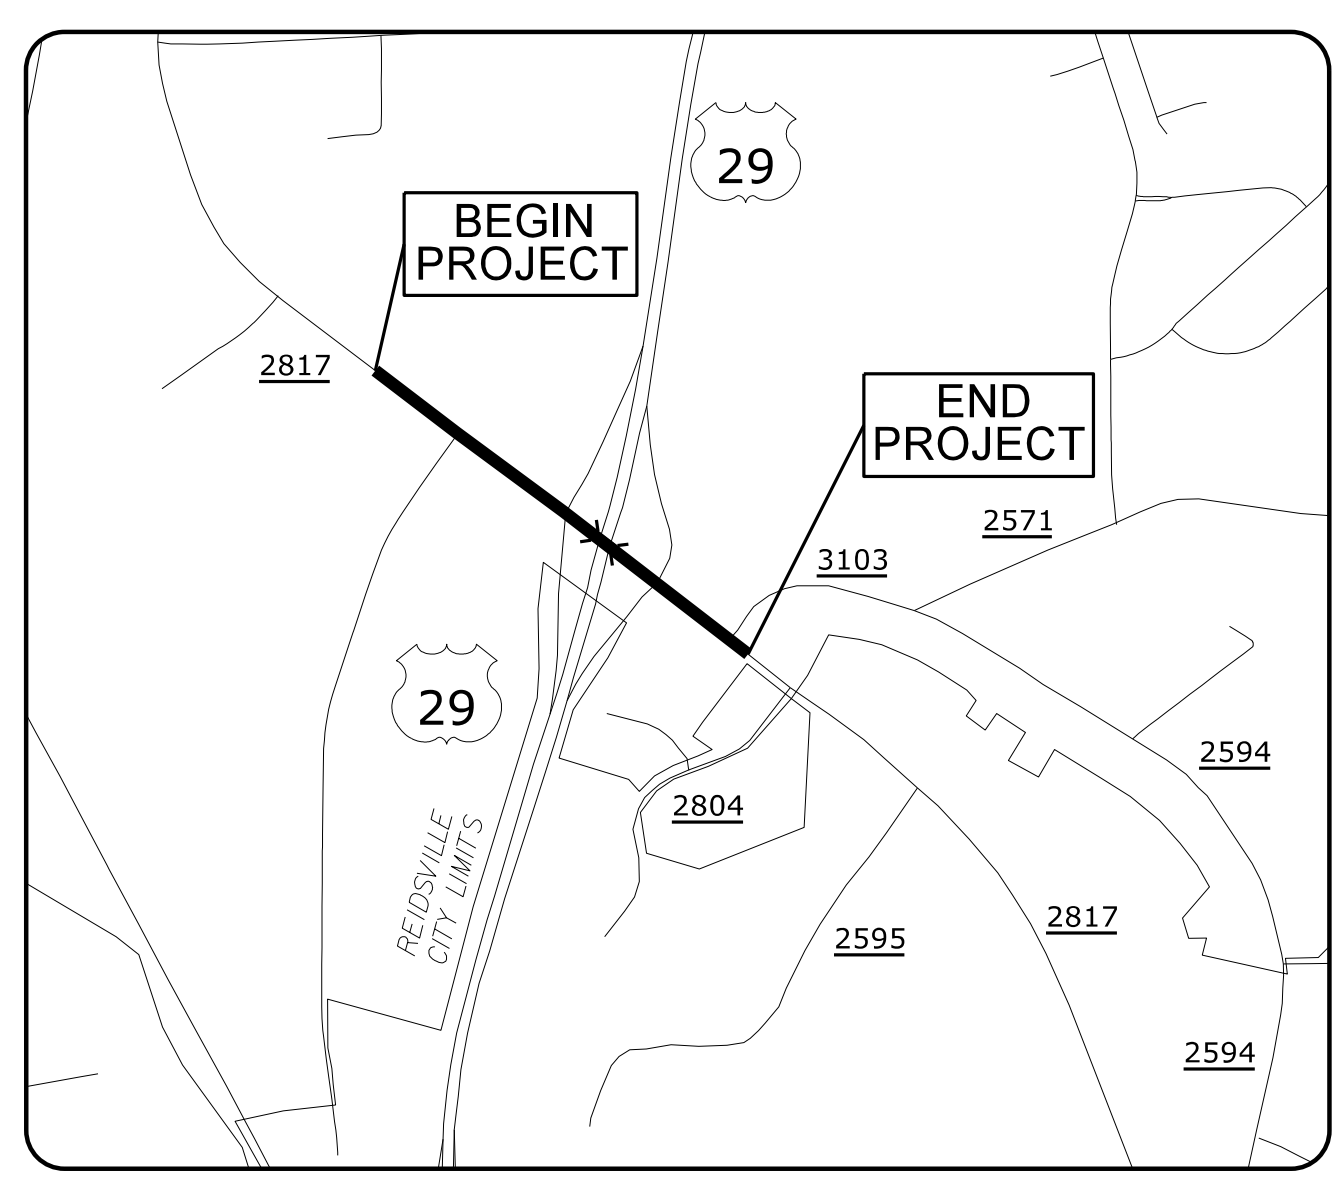 29
BEGIN
PROJECT
2817
END
PROJECT
2571
3103
29
2594
2804
REIDSVILLE
CITY LIMITS
2817
2595
2594